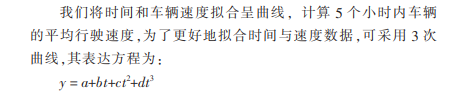 我们将时间和车辆速度拟合呈曲线，计算 5 个小时内车辆
的平均行驶速度，为了更好地拟合时间与速度数据，可采用 3 次
曲线，其表达方程为：
y = a+bt+ct²+dt³